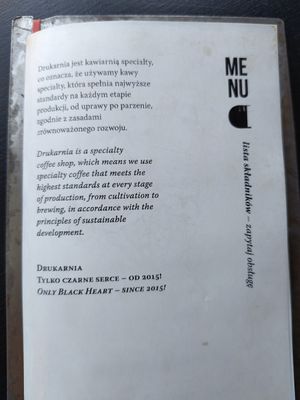 Drukarnia jest kawiarnią specialty,
co oznacza, że używamy kawy
specialty, która spełnia najwyższe
standardy na każdym etapie
produkcji, od uprawy po parzenie,
zgodnie z zasadami
zrównoważonego rozwoju.
Drukarnia is a specialty
coffee shop, which means we use
specialty coffee that meets the
highest standards at every stage
of production, from cultivation to
brewing, in accordance with the
principles of sustainable
development.
DRUKARNIA
TYLKO CZARNE SERCE – OD 2015!
ONLY BLACK HEART – SINCE 2015!
ME
NU
lista składników – zapytaj obsługę